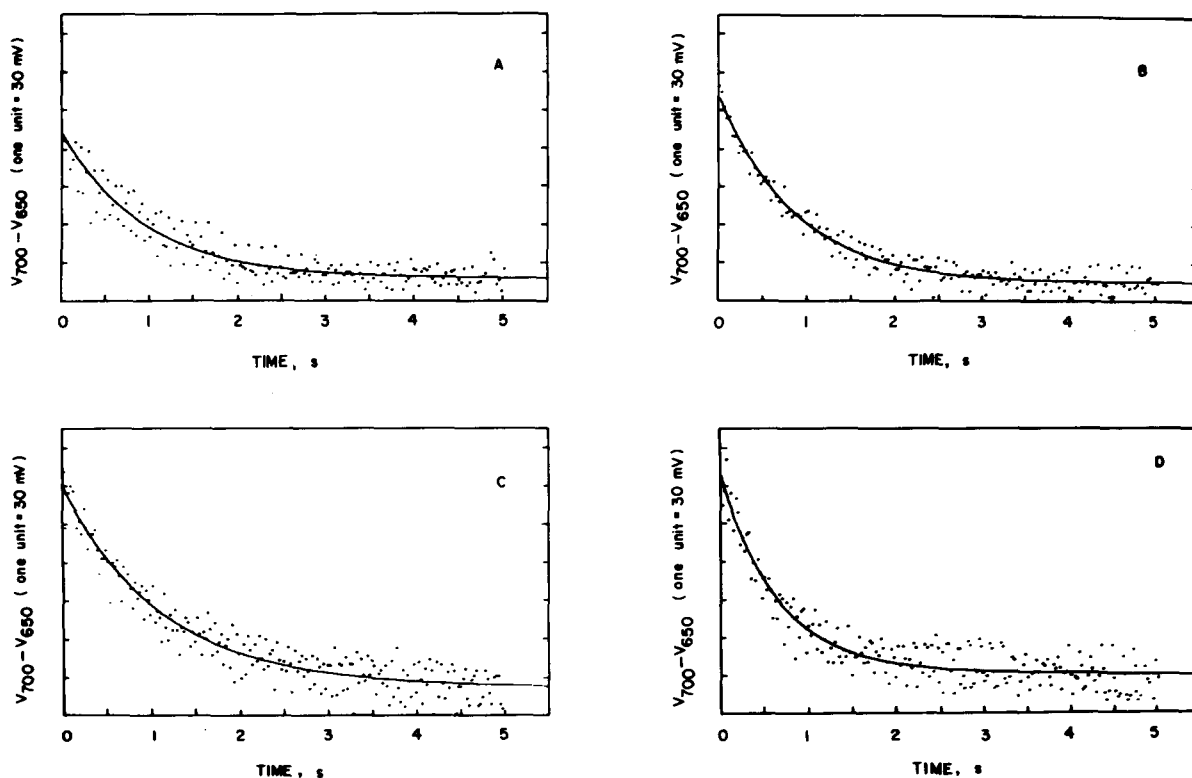 V700-V650 (one unit = 30 mV)
A
0 1 2 3 4 5
TIME, s
V700-V650 (one unit = 30 mV)
B
0 1 2 3 4 5
TIME, s
V700-V650 (one unit = 30 mV)
C
0 1 2 3 4 5
TIME, s
V700-V650 (one unit = 30 mV)
D
0 1 2 3 4 5
TIME, s